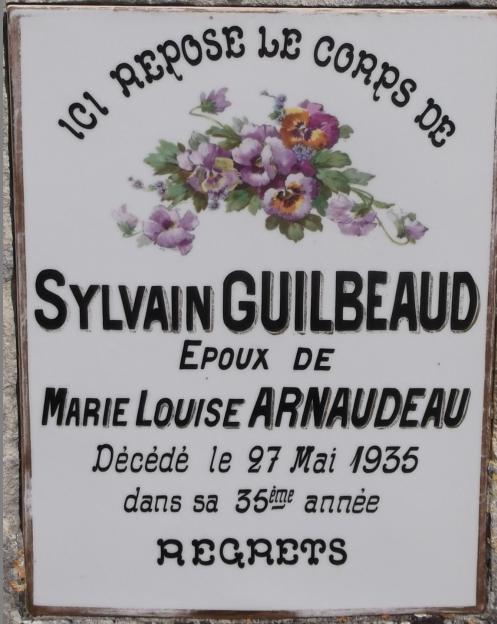 ICI REPOSE LE CORPS DE
SYLVAIN GUILBEAUD
EPOUX DE
MARIE LOUISE ARNAUDEAU
Décédé le 27 Mai 1935
dans sa 35ème année
REGRETS